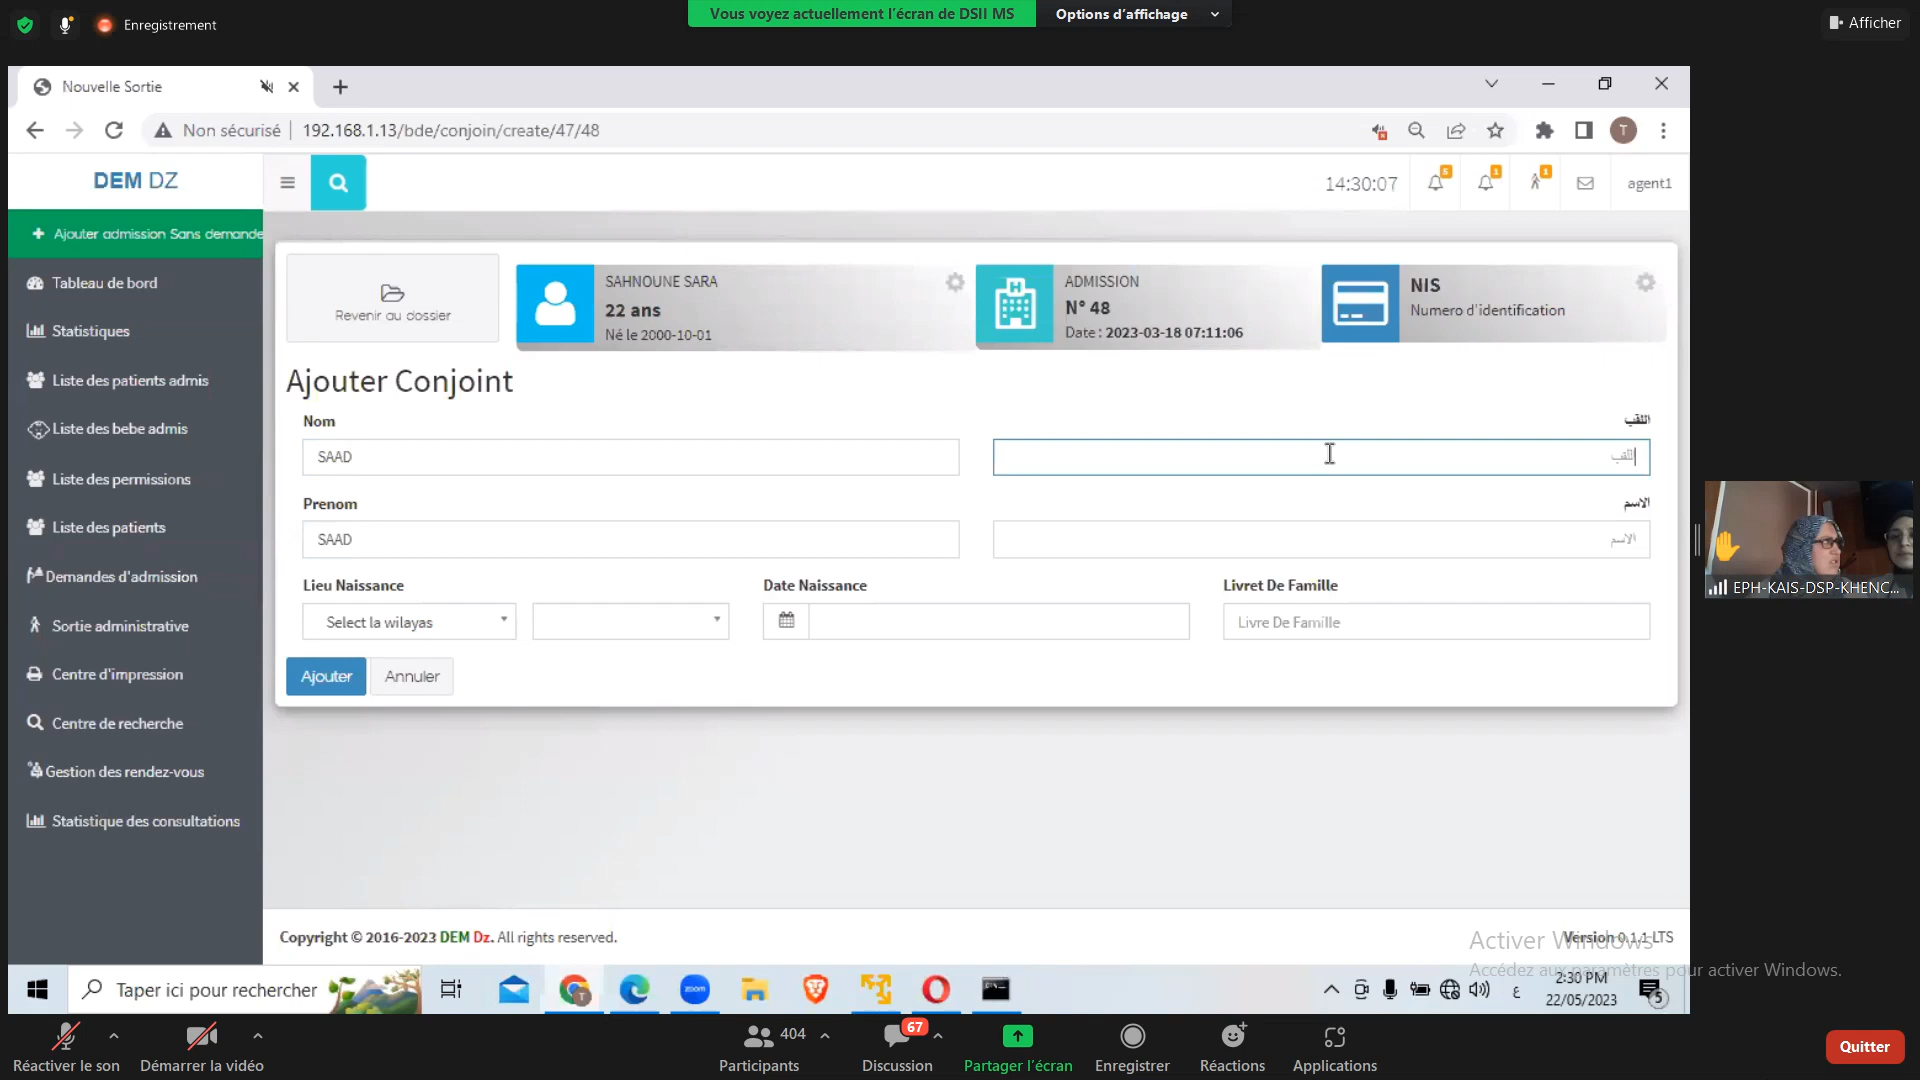 Enregistrement
Vous voyez actuellement l'écran de DSII MS
Options d'affichage
Afficher
Nouvelle Sortie
Non sécurisé
192.168.1.13/bde/conjoin/create/47/48
T
DEM DZ
14:30:07
5
1
1
agent1
Ajouter admission Sans demande
Tableau de bord
Statistiques
Liste des patients admis
Liste des bebe admis
Liste des permissions
Liste des patients
Demandes d'admission
Sortie administrative
Centre d'impression
Centre de recherche
Gestion des rendez-vous
Statistique des consultations
Revenir au dossier
SAHNOUNE SARA
22 ans
Né le 2000-10-01
ADMISSION
N° 48
Date : 2023-03-18 07:11:06
NIS
Numero d'identification
Ajouter Conjoint
Nom
اللقب
SAAD
اللقب
Prenom
الاسم
SAAD
الاسم
Lieu Naissance
Date Naissance
Livret De Famille
Select la wilayas
Livre De Famille
Ajouter
Annuler
EPH-KAIS-DSP-KHENC...
Copyright © 2016-2023 DEM Dz. All rights reserved.
Version 0.1.1 LTS
Activer Windows
Accédez aux paramètres pour activer Windows.
Taper ici pour rechercher
zoom
T
ع
2:30 PM
22/05/2023
5
Réactiver le son
Démarrer la vidéo
404
Participants
67
Discussion
Partager l'écran
Enregistrer
Réactions
Applications
Quitter